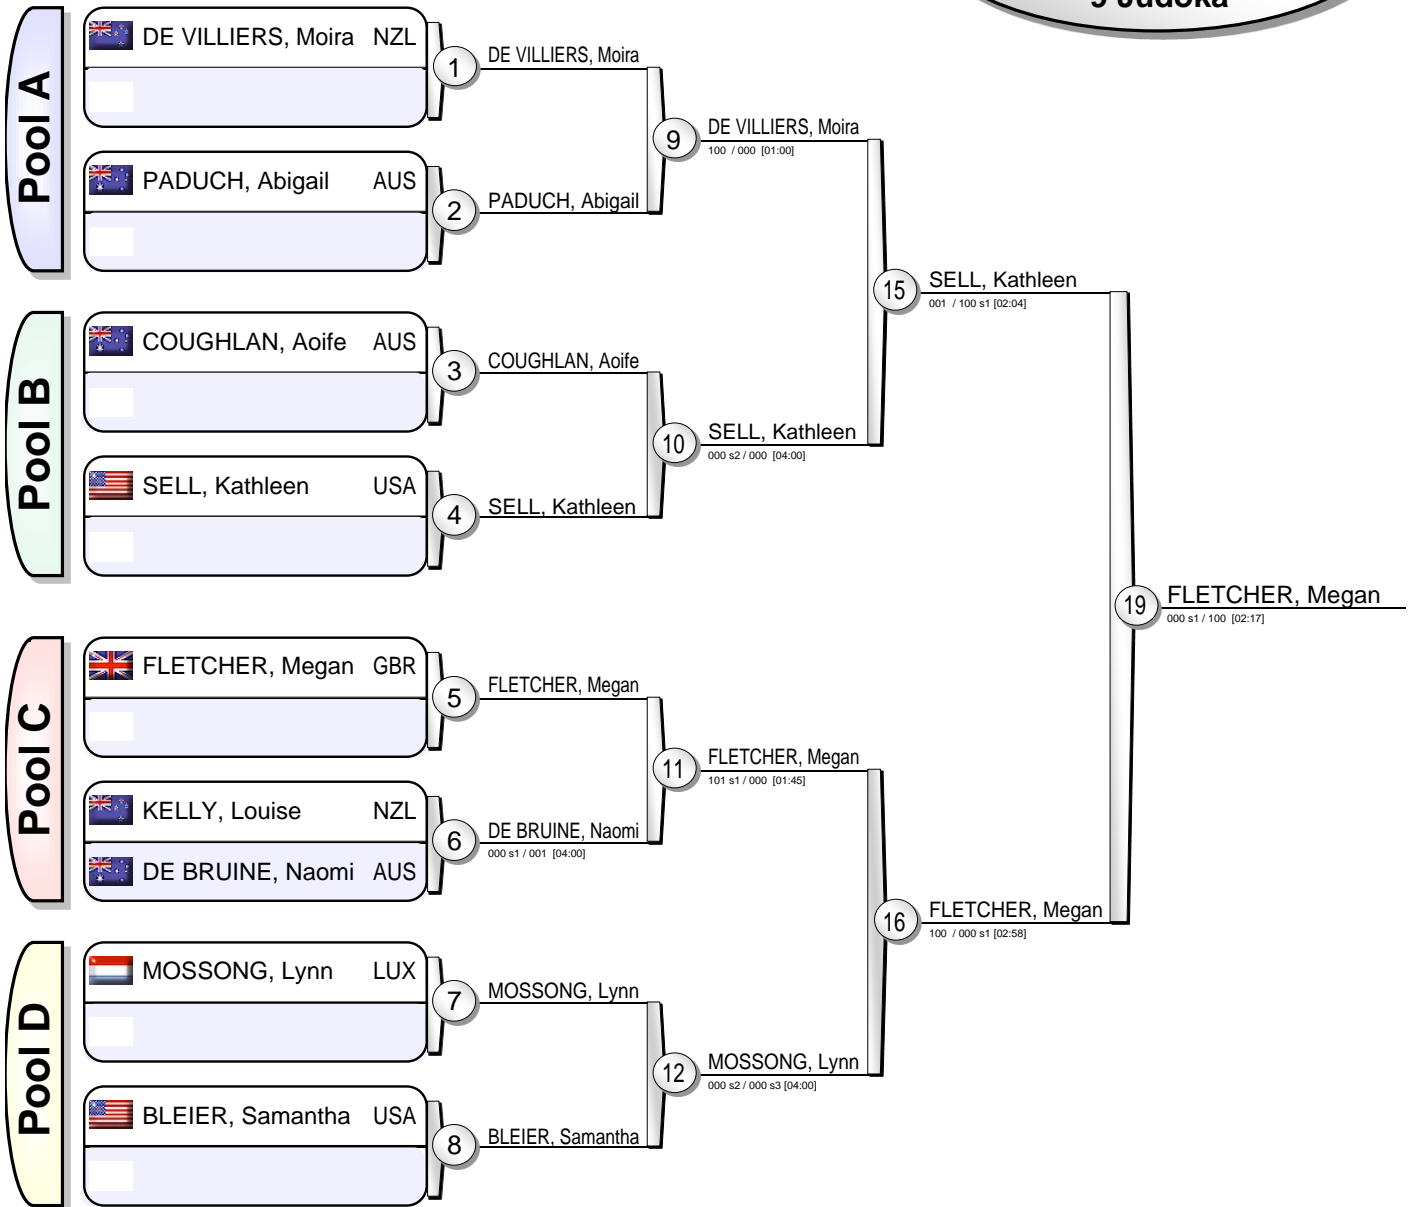 9 Judoka
Pool A
DE VILLIERS, Moira NZL
1
DE VILLIERS, Moira
PADUCH, Abigail AUS
2
PADUCH, Abigail
9
DE VILLIERS, Moira
100 / 000 [01:00]
Pool B
COUGHLAN, Aoife AUS
3
COUGHLAN, Aoife
SELL, Kathleen USA
4
SELL, Kathleen
10
SELL, Kathleen
000 s2 / 000 [04:00]
15
SELL, Kathleen
001 / 100 s1 [02:04]
Pool C
FLETCHER, Megan GBR
5
FLETCHER, Megan
KELLY, Louise NZL
DE BRUINE, Naomi AUS
6
DE BRUINE, Naomi
000 s1 / 001 [04:00]
11
FLETCHER, Megan
101 s1 / 000 [01:45]
Pool D
MOSSONG, Lynn LUX
7
MOSSONG, Lynn
BLEIER, Samantha USA
8
BLEIER, Samantha
12
MOSSONG, Lynn
000 s2 / 000 s3 [04:00]
16
FLETCHER, Megan
100 / 000 s1 [02:58]
19
FLETCHER, Megan
000 s1 / 100 [02:17]